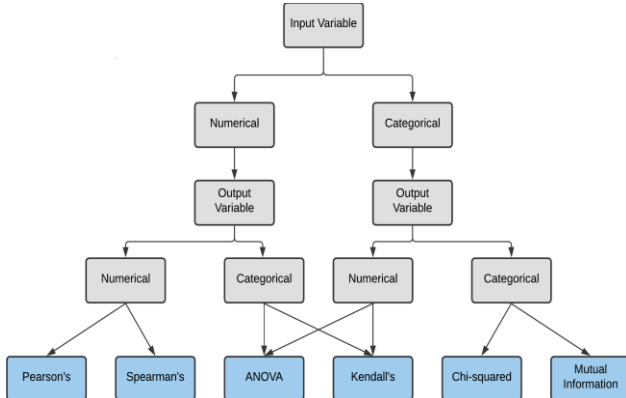 Input Variable
Numerical
Categorical
Output
Variable
Output
Variable
Numerical
Categorical
Numerical
Categorical
Pearson's
Spearman's
ANOVA
Kendall's
Chi-squared
Mutual
Information